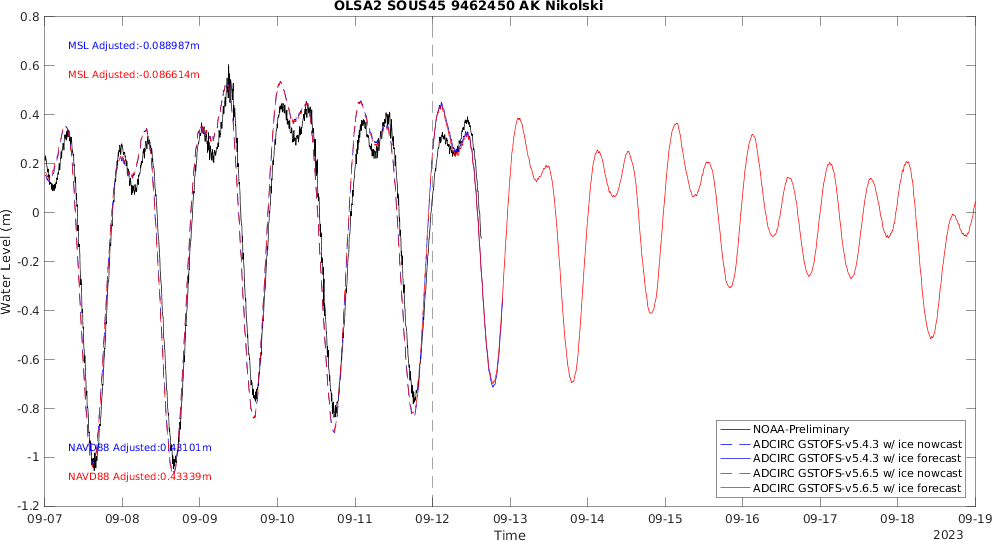 OLSA2 SOUS45 9462450 AK Nikolski
0.8
0.6
0.4
0.2
0
-0.2
-0.4
-0.6
-0.8
-1
-1.2
Water Level (m)
MSL Adjusted:-0.088987m
MSL Adjusted:-0.086614m
NAVD88 Adjusted:0.43101m
NAVD88 Adjusted:0.43339m
NOAA-Preliminary
ADCIRC GSTOFS-v5.4.3 w/ ice nowcast
ADCIRC GSTOFS-v5.4.3 w/ ice forecast
ADCIRC GSTOFS-v5.6.5 w/ ice nowcast
ADCIRC GSTOFS-v5.6.5 w/ ice forecast
09-07 09-08 09-09 09-10 09-11 09-12 09-13 09-14 09-15 09-16 09-17 09-18 09-19
Time
2023